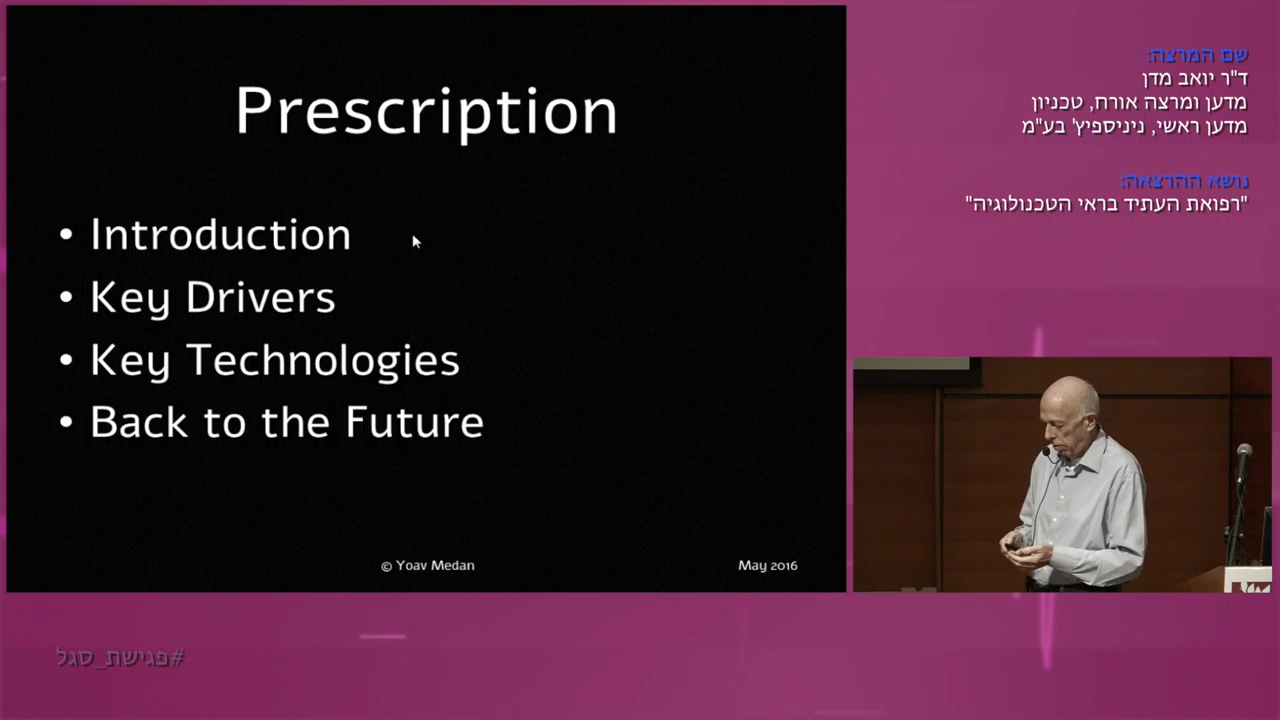 Prescription
• Introduction
• Key Drivers
• Key Technologies
• Back to the Future
© Yoav Medan
May 2016
שם המרצה:
ד"ר יואב מדן
מדען ומרצה אורח, טכניון
מדען ראשי, ניניספיץ' בע"מ
נושא ההרצאה:
"רפואת העתיד בראי הטכנולוגיה"
#פגישת_סגל